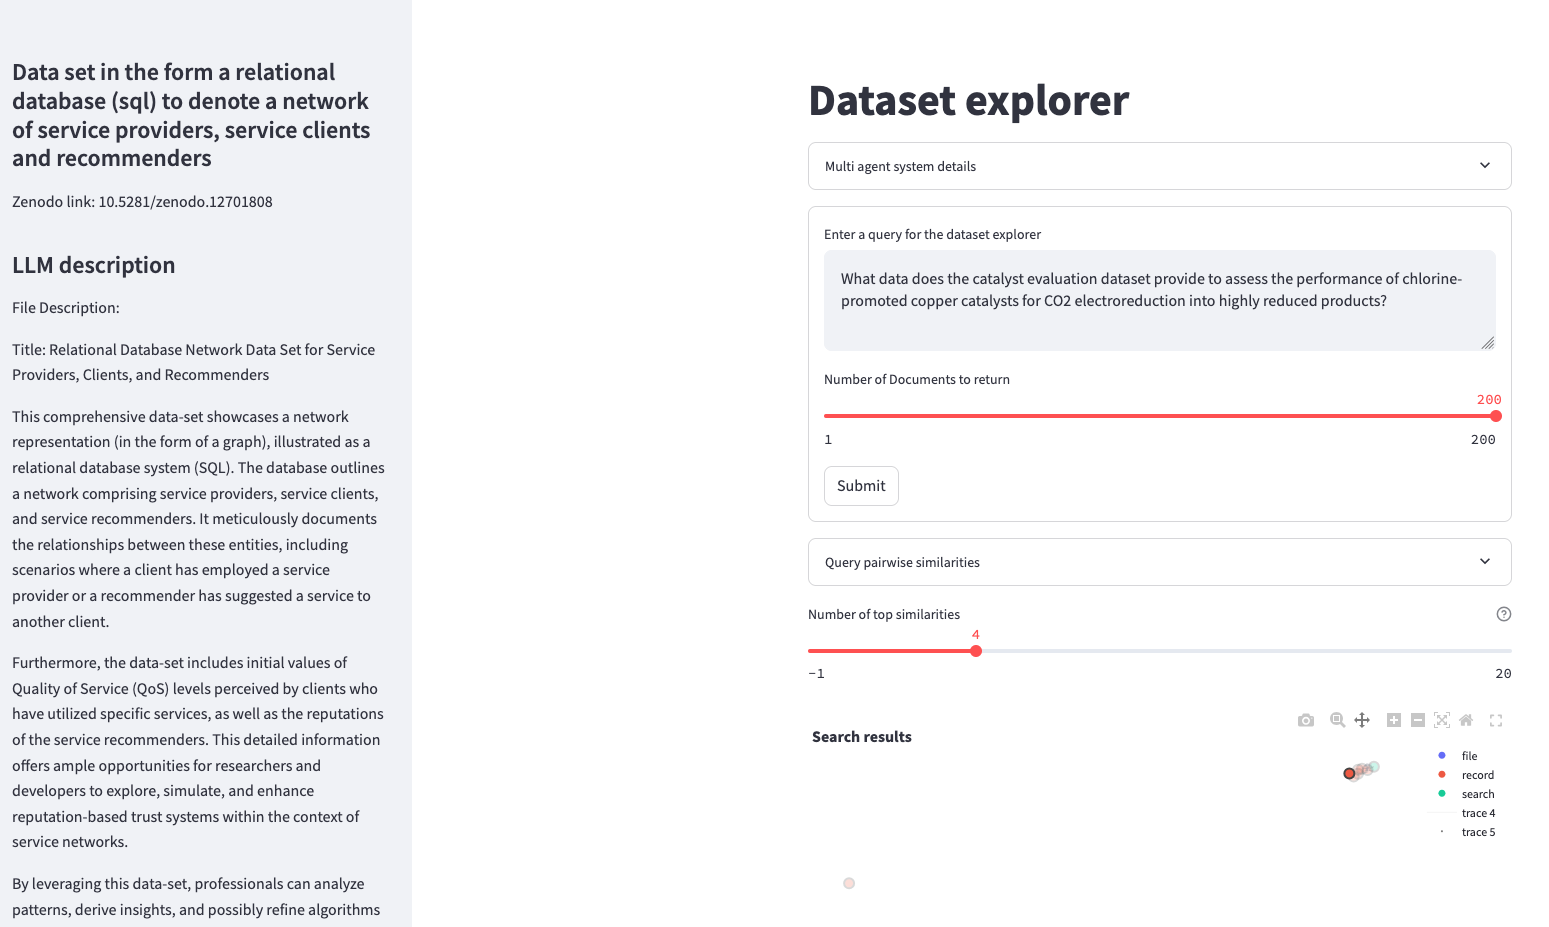 Data set in the form a relational
database (sql) to denote a network
of service providers, service clients
and recommenders
Zenodo link: 10.5281/zenodo.12701808
LLM description
File Description:
Title: Relational Database Network Data Set for Service
Providers, Clients, and Recommenders
This comprehensive data-set showcases a network
representation (in the form of a graph), illustrated as a
relational database system (SQL). The database outlines
a network comprising service providers, service clients,
and service recommenders. It meticulously documents
the relationships between these entities, including
scenarios where a client has employed a service
provider or a recommender has suggested a service to
another client.
Furthermore, the data-set includes initial values of
Quality of Service (QoS) levels perceived by clients who
have utilized specific services, as well as the reputations
of the service recommenders. This detailed information
offers ample opportunities for researchers and
developers to explore, simulate, and enhance
reputation-based trust systems within the context of
service networks.
By leveraging this data-set, professionals can analyze
patterns, derive insights, and possibly refine algorithms
Dataset explorer
Multi agent system details
Enter a query for the dataset explorer
What data does the catalyst evaluation dataset provide to assess the performance of chlorine-
promoted copper catalysts for CO2 electroreduction into highly reduced products?
Number of Documents to return
200
1
200
Submit
Query pairwise similarities
Number of top similarities
4
−1
20
Search results
file
record
search
trace 4
trace 5